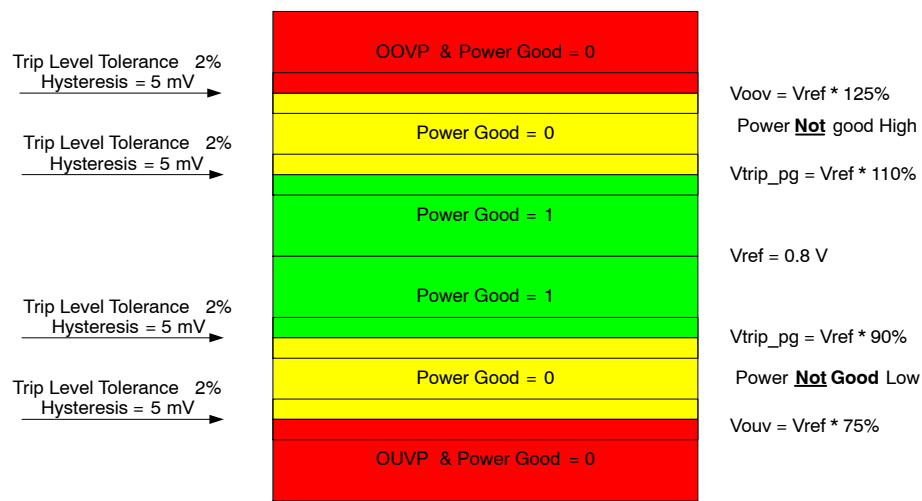 OOVP & Power Good = 0
Trip Level Tolerance 2%
Hysteresis = 5 mV
Voov = Vref * 125%
Power Not good High
Power Good = 0
Trip Level Tolerance 2%
Hysteresis = 5 mV
Vtrip_pg = Vref * 110%
Power Good = 1
Vref = 0.8 V
Power Good = 1
Trip Level Tolerance 2%
Hysteresis = 5 mV
Vtrip_pg = Vref * 90%
Power Good = 0
Power Not Good Low
Trip Level Tolerance 2%
Hysteresis = 5 mV
Vouv = Vref * 75%
OUVP & Power Good = 0